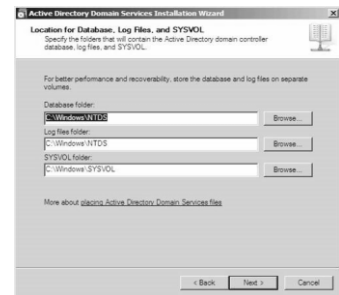 Active Directory Domain Services Installation Wizard
Location for Database, Log Files, and SYSVOL
Specify the folders that will contain the Active Directory domain controller
database, log files, and SYSVOL.
For better performance and recoverability, store the database and log files on separate
volumes.
Database folder:
C:\Windows\NTDS
Browse...
Log files folder:
C:\Windows\NTDS
Browse...
SYSVOL folder:
C:\Windows\SYSVOL
Browse...
More about placing Active Directory Domain Services files
< Back
Next >
Cancel